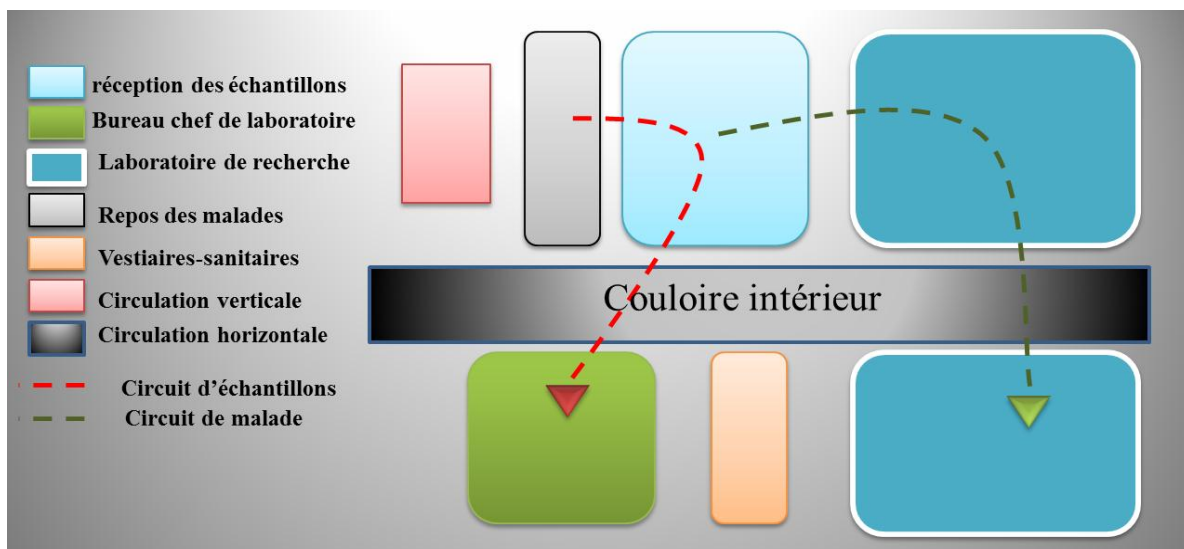 réception des échantillons
Bureau chef de laboratoire
Laboratoire de recherche
Repos des malades
Vestiaires-sanitaires
Circulation verticale
Circulation horizontale
Circuit d’échantillons
Circuit de malade
Couloire intérieur